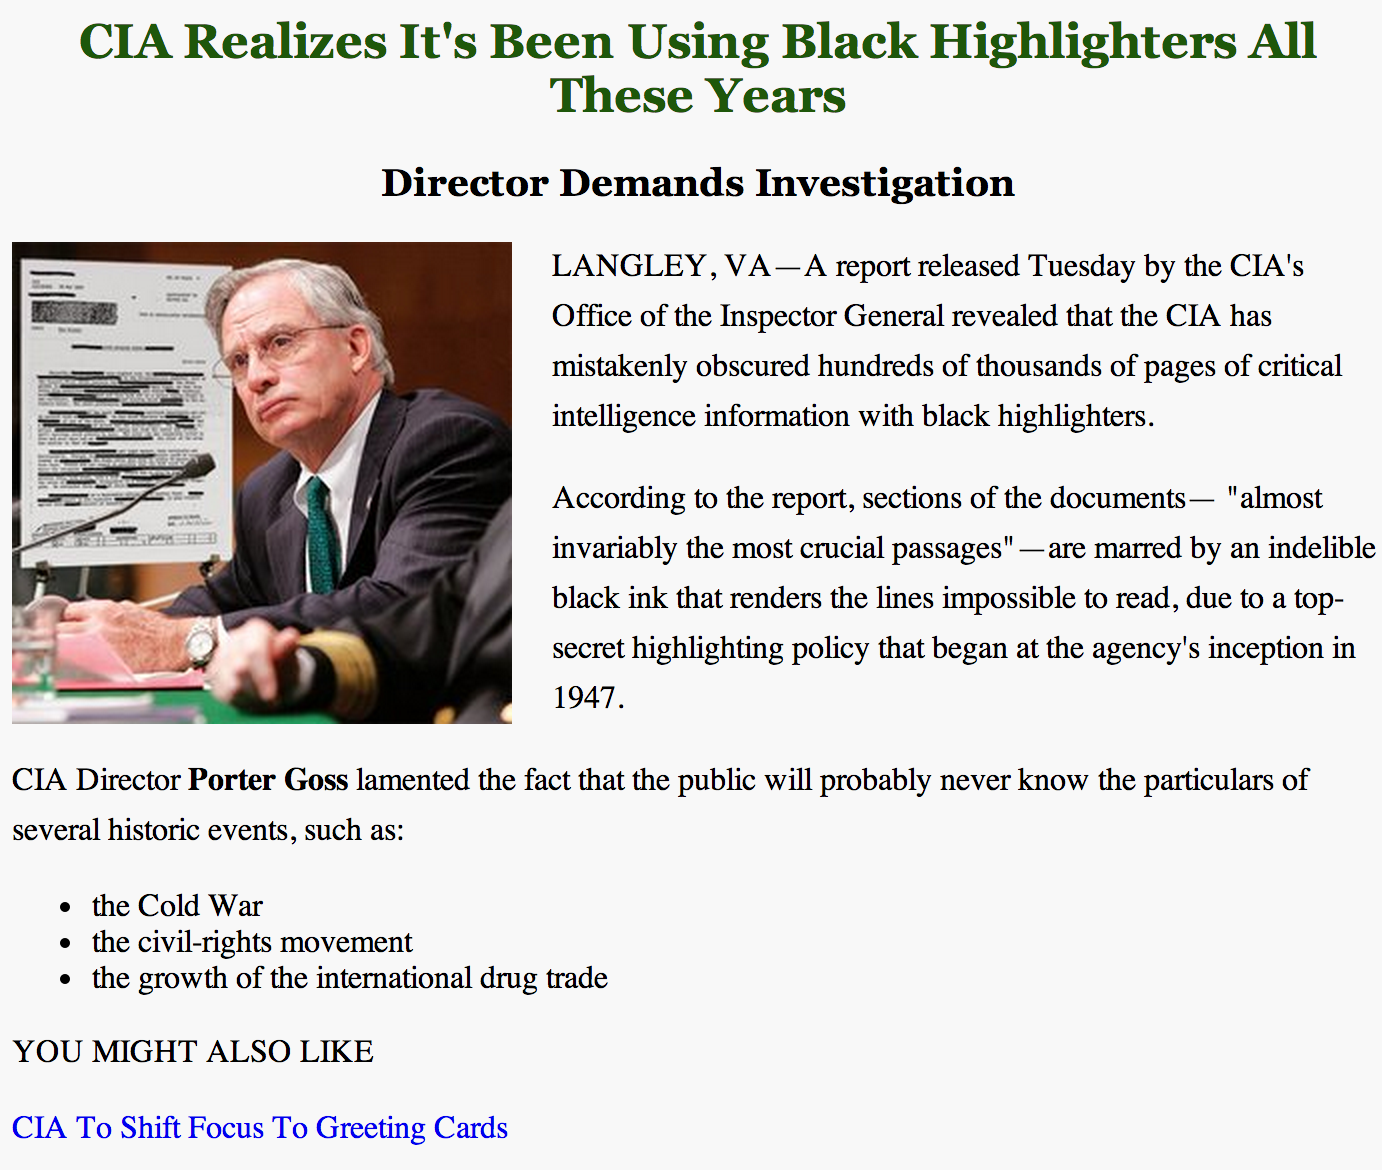 CIA Realizes It's Been Using Black Highlighters All
These Years
Director Demands Investigation
LANGLEY, VA—A report released Tuesday by the CIA's
Office of the Inspector General revealed that the CIA has
mistakenly obscured hundreds of thousands of pages of critical
intelligence information with black highlighters.
According to the report, sections of the documents— "almost
invariably the most crucial passages"—are marred by an indelible
black ink that renders the lines impossible to read, due to a top-
secret highlighting policy that began at the agency's inception in
1947.
CIA Director Porter Goss lamented the fact that the public will probably never know the particulars of
several historic events, such as:
• the Cold War
• the civil-rights movement
• the growth of the international drug trade
YOU MIGHT ALSO LIKE
CIA To Shift Focus To Greeting Cards